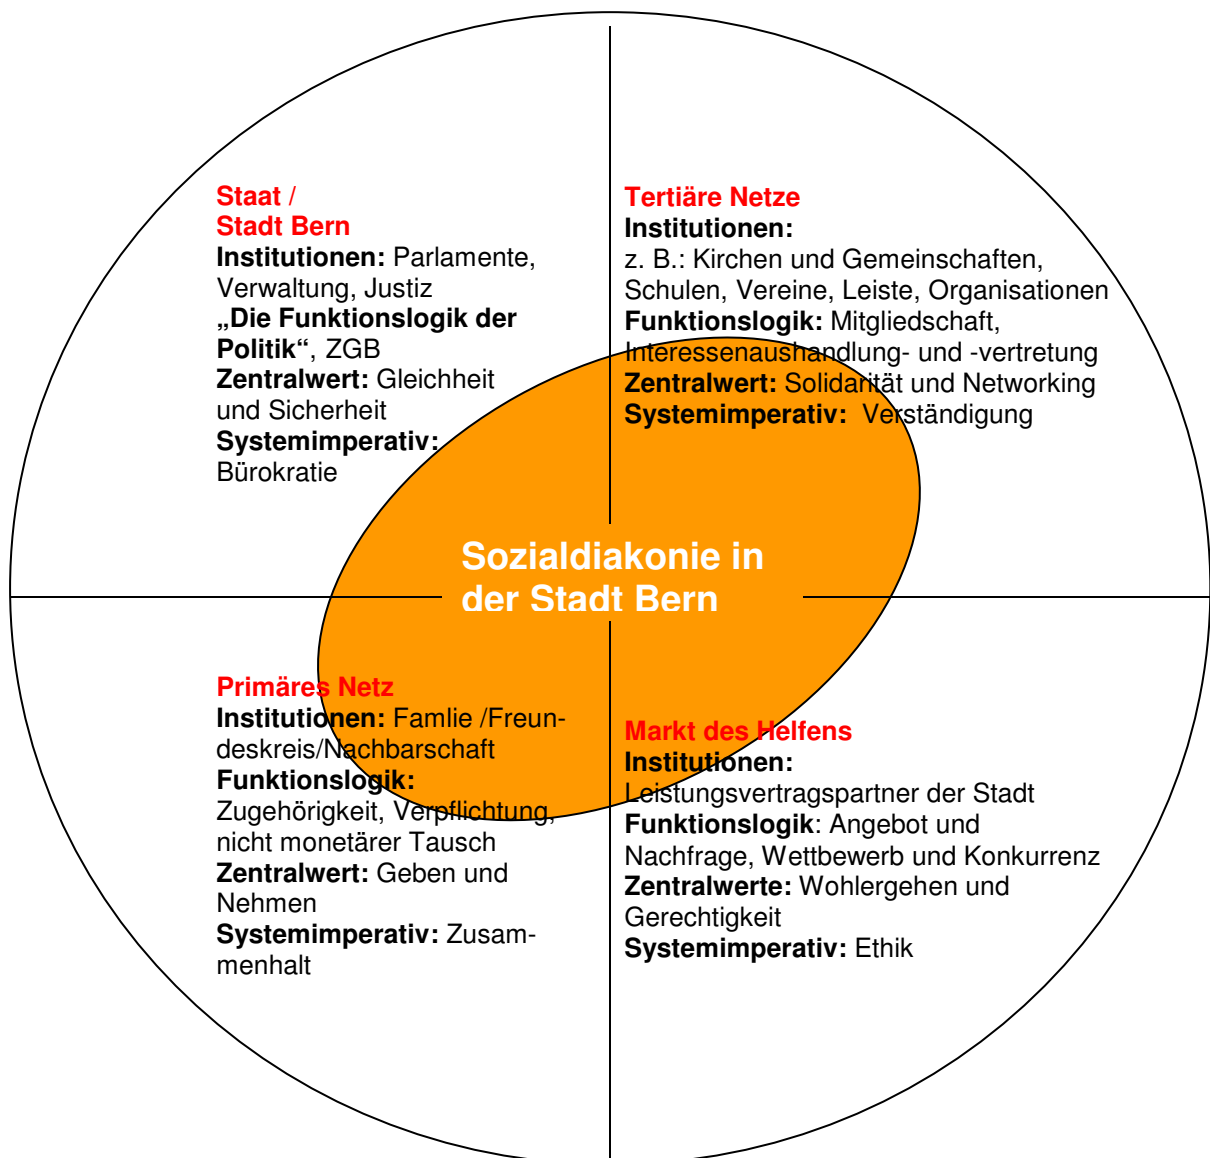 Staat /
Stadt Bern
Institutionen: Parlamente,
Verwaltung, Justiz
„Die Funktionslogik der
Politik“, ZGB
Zentralwert: Gleichheit
und Sicherheit
Systemimperativ:
Bürokratie
Tertiäre Netze
Institutionen:
z. B.: Kirchen und Gemeinschaften,
Schulen, Vereine, Leiste, Organisationen
Funktionslogik: Mitgliedschaft,
Interessenaushandlung- und -vertretung
Zentralwert: Solidarität und Networking
Systemimperativ: Verständigung
Sozialdiakonie in
der Stadt Bern
Primäres Netz
Institutionen: Famlie /Freun-
deskreis/Nachbarschaft
Funktionslogik:
Zugehörigkeit, Verpflichtung,
nicht monetärer Tausch
Zentralwert: Geben und
Nehmen
Systemimperativ: Zusam-
menhalt
Markt des Helfens
Institutionen:
Leistungsvertragspartner der Stadt
Funktionslogik: Angebot und
Nachfrage, Wettbewerb und Konkurrenz
Zentralwerte: Wohlergehen und
Gerechtigkeit
Systemimperativ: Ethik